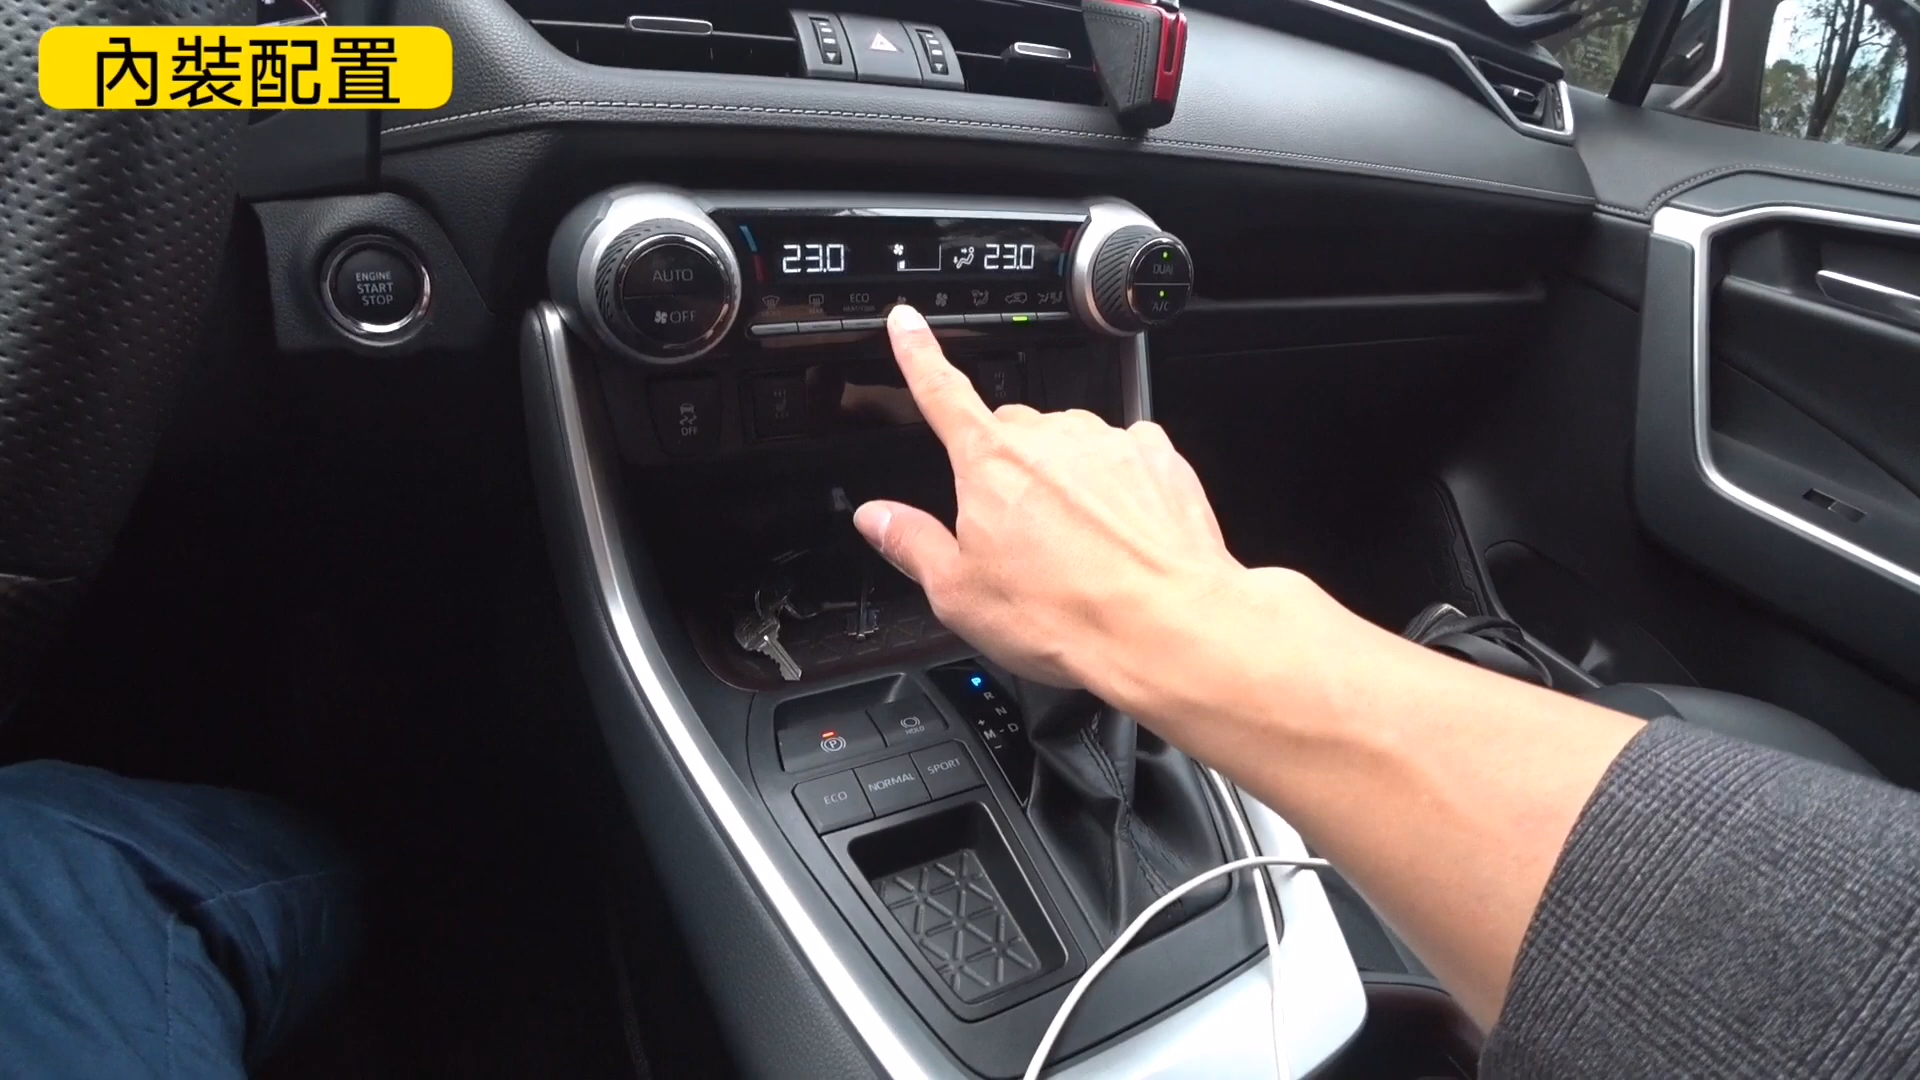 內裝配置
ENGINE
START
STOP
AUTO
OFF
23.0
23.0
ECO
DUAL
A/C
OFF
P
R
N
+
M - D
-
P
HOLD
ECO
NORMAL
SPORT